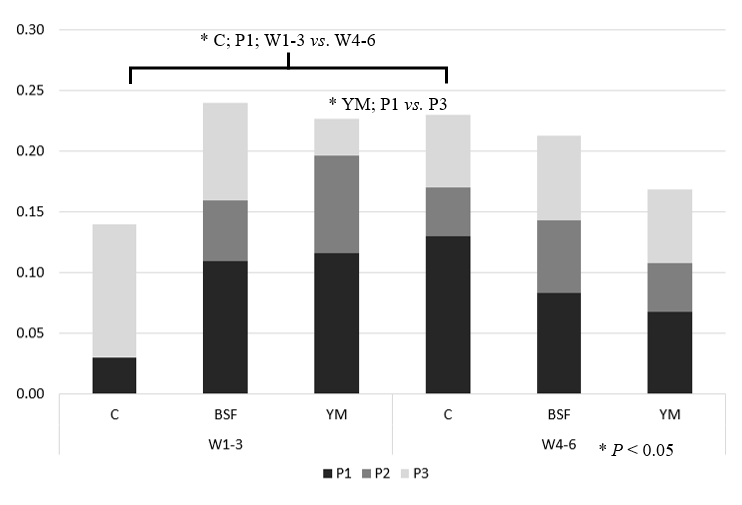 0.30
* C; P1; W1-3 vs. W4-6
0.25
* YM; P1 vs. P3
0.20
0.15
0.10
0.05
0.00
C BSF YM C BSF YM
W1-3 W4-6
* P < 0.05
P1 P2 P3